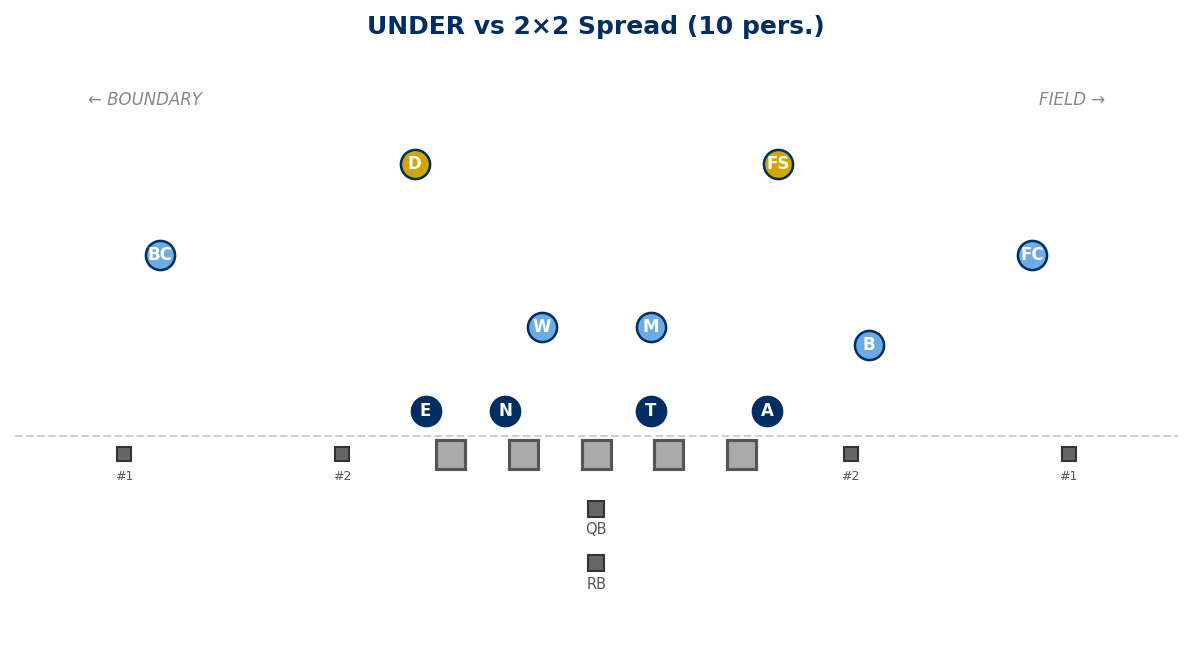 UNDER vs 2×2 Spread (10 pers.)
← BOUNDARY
FIELD →
D
FS
BC
FC
W
M
B
E
N
T
A
#1
#2
#2
#1
QB
RB